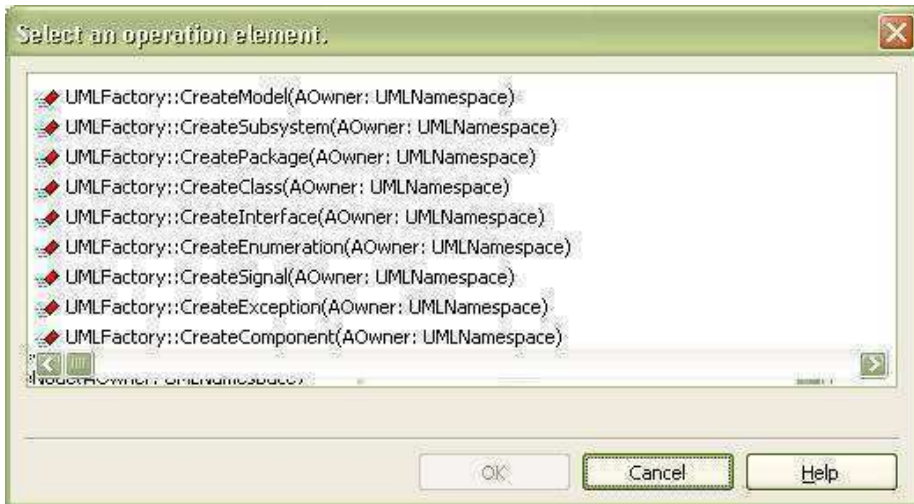 Select an operation element.
UMLFactory::CreateModel(AOwner: UMLNamespace)
UMLFactory::CreateSubsystem(AOwner: UMLNamespace)
UMLFactory::CreatePackage(AOwner: UMLNamespace)
UMLFactory::CreateClass(AOwner: UMLNamespace)
UMLFactory::CreateInterface(AOwner: UMLNamespace)
UMLFactory::CreateEnumeration(AOwner: UMLNamespace)
UMLFactory::CreateSignal(AOwner: UMLNamespace)
UMLFactory::CreateException(AOwner: UMLNamespace)
UMLFactory::CreateComponent(AOwner: UMLNamespace)
OK
Cancel
Help